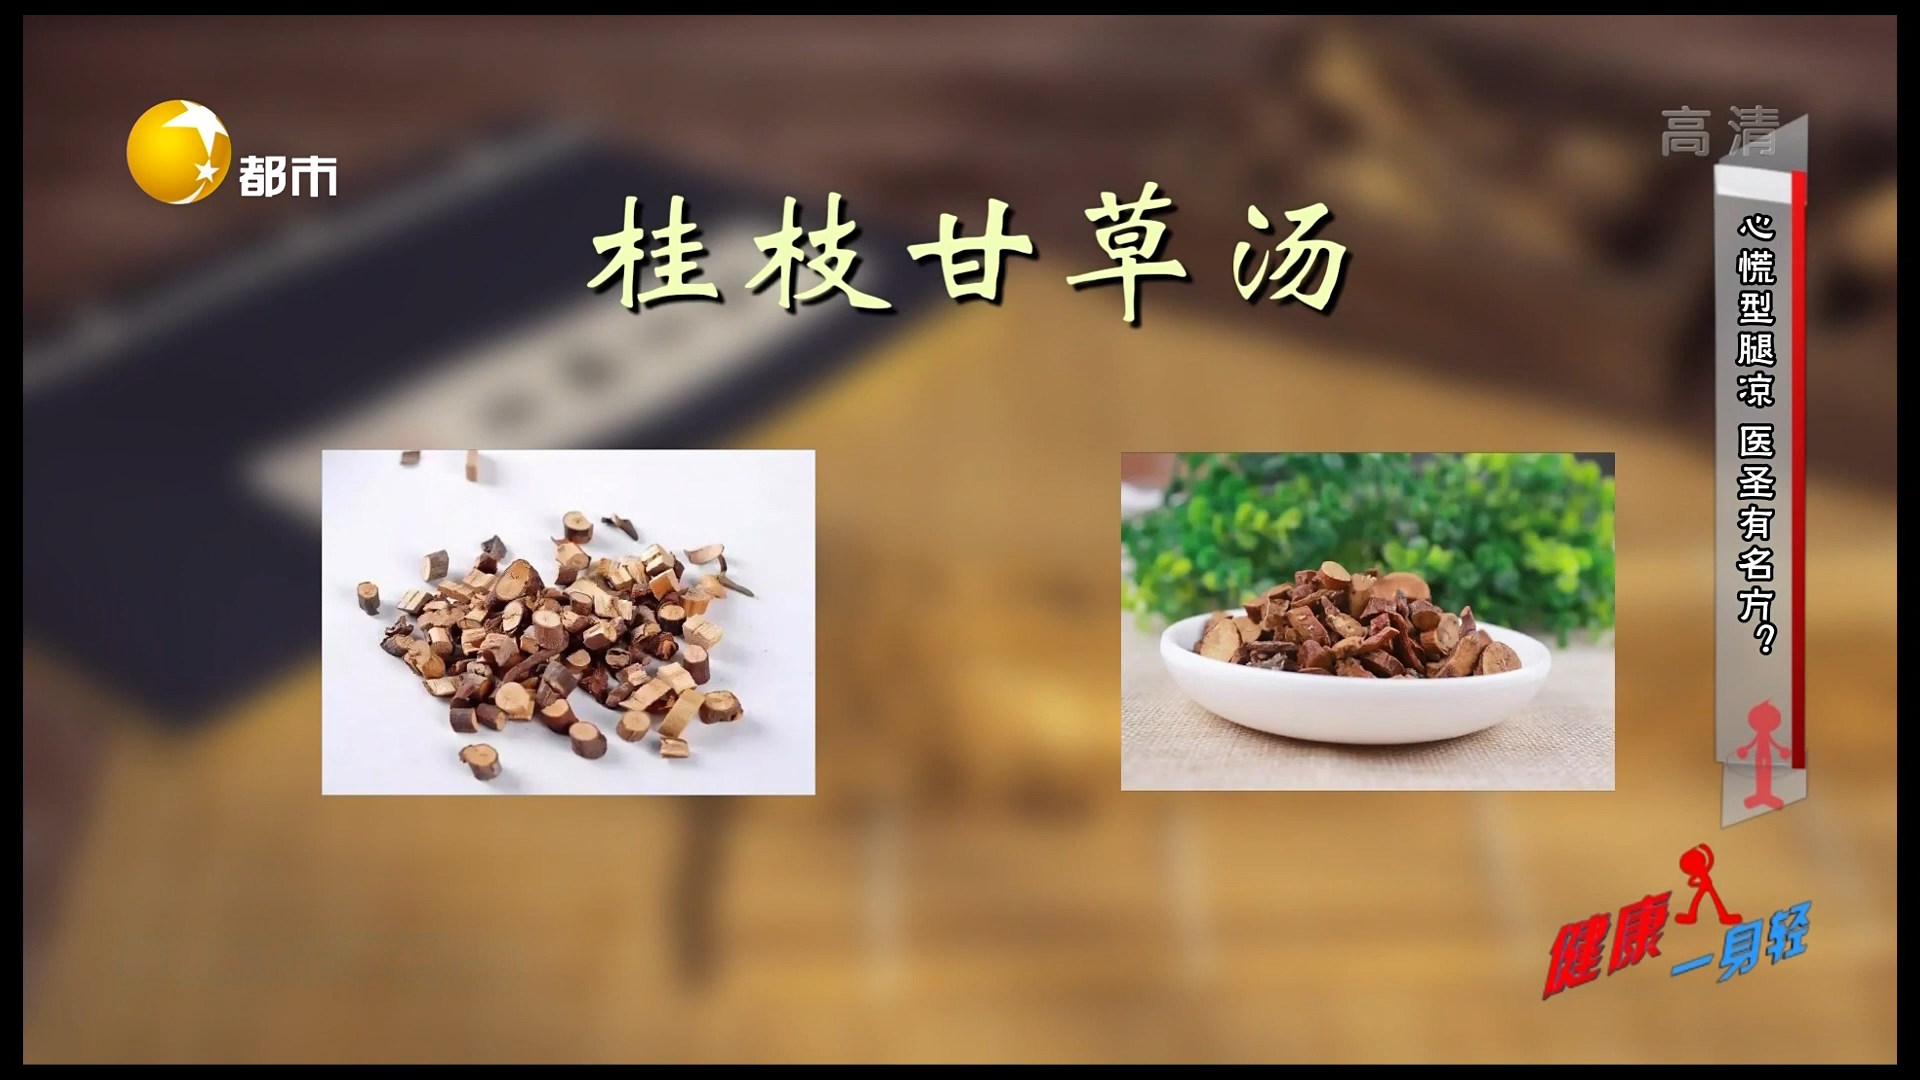 都市
高清
桂枝甘草汤
心慌型腿凉 医圣有名方?
健康一身轻